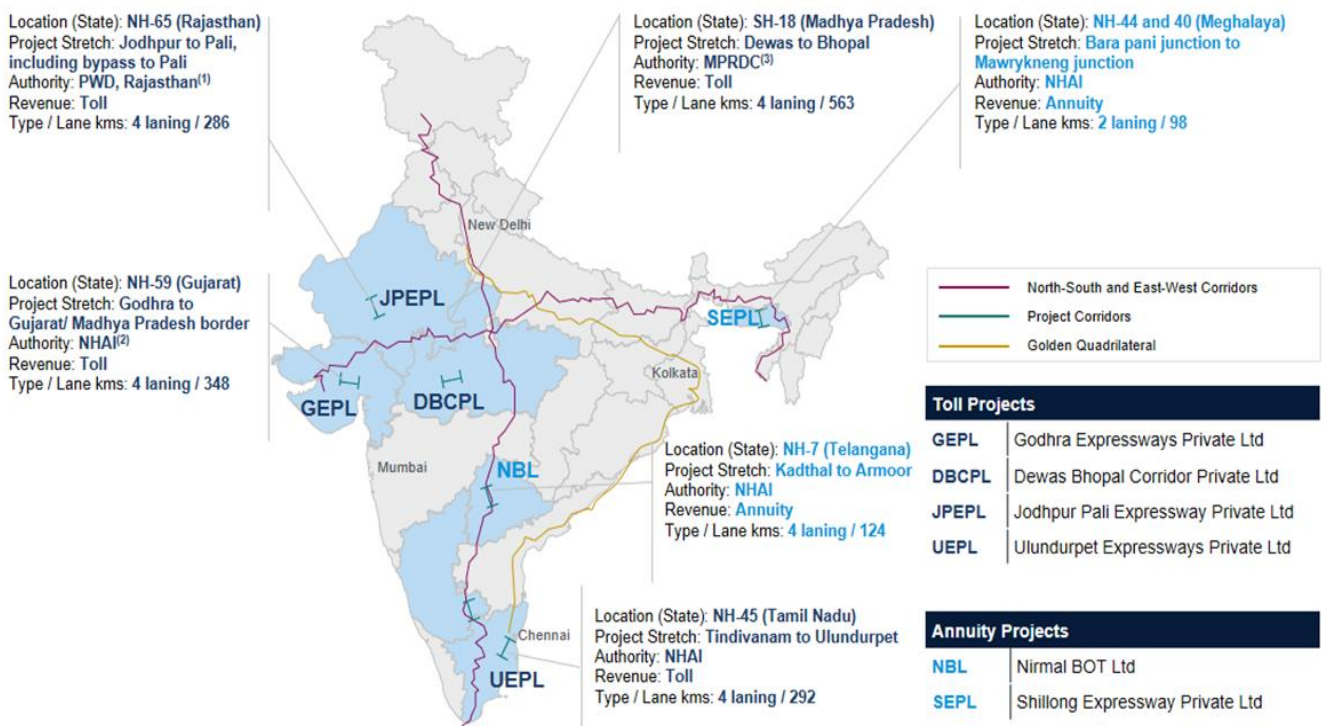 Location (State): NH-65 (Rajasthan)
Project Stretch: Jodhpur to Pali,
including bypass to Pali
Authority: PWD, Rajasthan(1)
Revenue: Toll
Type / Lane kms: 4 laning / 286
Location (State): SH-18 (Madhya Pradesh)
Project Stretch: Dewas to Bhopal
Authority: MPRDC(3)
Revenue: Toll
Type / Lane kms: 4 laning / 563
Location (State): NH-44 and 40 (Meghalaya)
Project Stretch: Bara pani junction to
Mawrykneng junction
Authority: NHAI
Revenue: Annuity
Type / Lane kms: 2 laning / 98
New Delhi
Location (State): NH-59 (Gujarat)
Project Stretch: Godhra to
Gujarat/ Madhya Pradesh border
Authority: NHAI(2)
Revenue: Toll
Type / Lane kms: 4 laning / 348
JPEPL
SEPL
GEPL
DBCPL
Kolkata
Mumbai
NBL
North-South and East-West Corridors
Project Corridors
Golden Quadrilateral
Location (State): NH-7 (Telangana)
Project Stretch: Kadthal to Armoor
Authority: NHAI
Revenue: Annuity
Type / Lane kms: 4 laning / 124
Toll Projects
GEPL Godhra Expressways Private Ltd
DBCPL Dewas Bhopal Corridor Private Ltd
JPEPL Jodhpur Pali Expressway Private Ltd
UEPL Ulundurpet Expressways Private Ltd
Chennai
UEPL
Location (State): NH-45 (Tamil Nadu)
Project Stretch: Tindivanam to Ulundurpet
Authority: NHAI
Revenue: Toll
Type / Lane kms: 4 laning / 292
Annuity Projects
NBL Nirmal BOT Ltd
SEPL Shillong Expressway Private Ltd